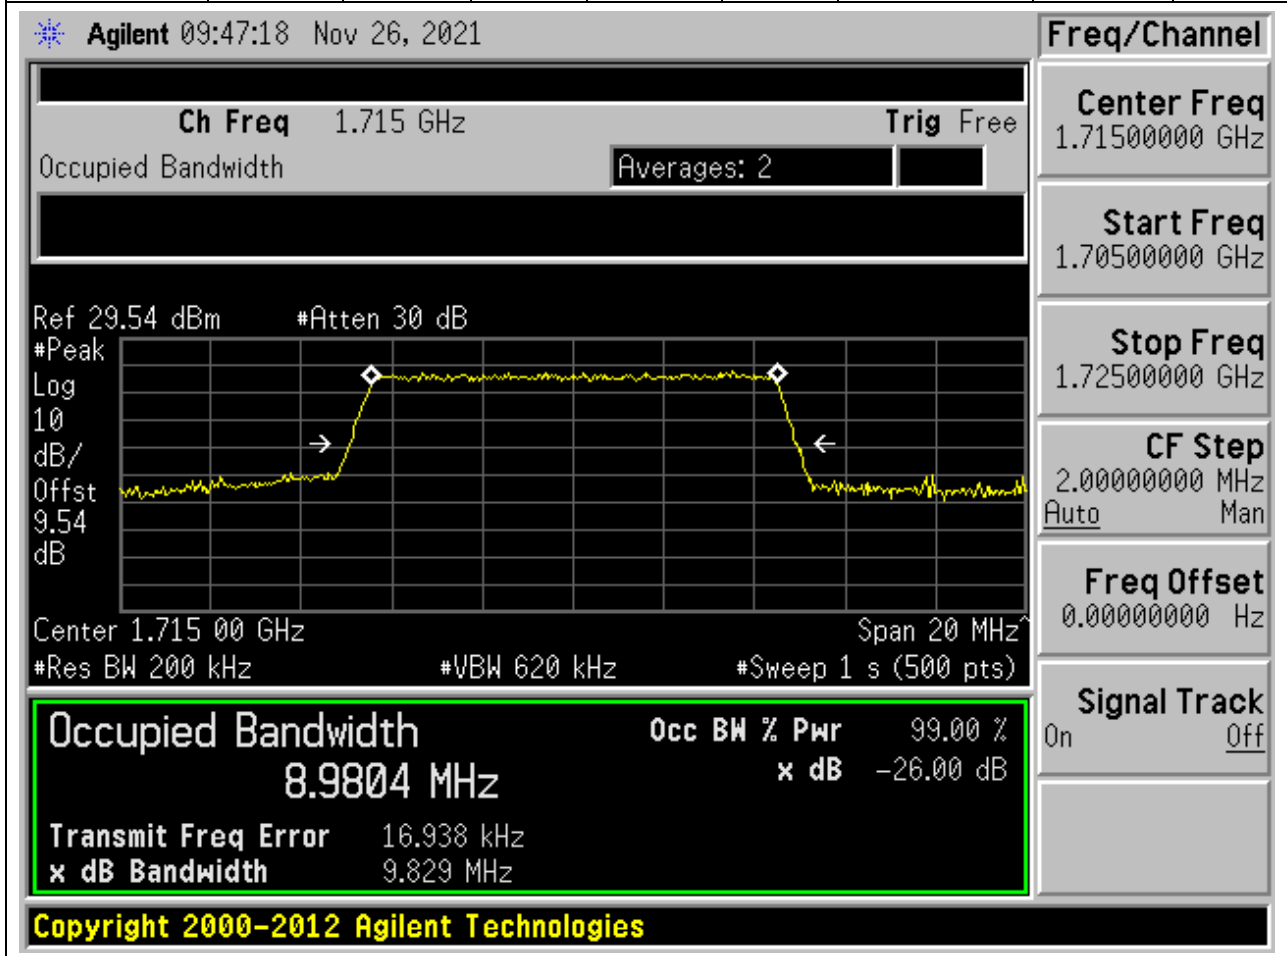 Agilent 09:47:18 Nov 26, 2021
Freq/Channel
Ch Freq 1.715 GHz Trig Free
Occupied Bandwidth Averages: 2
Ref 29.54 dBm #Atten 30 dB
#Peak
Log
10
dB/
Offst
9.54
dB
Center 1.715 00 GHz Span 20 MHz^
#Res BW 200 kHz #VBW 620 kHz #Sweep 1 s (500 pts)
Occupied Bandwidth Occ BW % Pwr 99.00 %
8.9804 MHz x dB -26.00 dB
Transmit Freq Error 16.938 kHz
x dB Bandwidth 9.829 MHz
Center Freq
1.71500000 GHz
Start Freq
1.70500000 GHz
Stop Freq
1.72500000 GHz
CF Step
2.00000000 MHz
Auto Man
Freq Offset
0.00000000 Hz
Signal Track
On Off
Copyright 2000-2012 Agilent Technologies